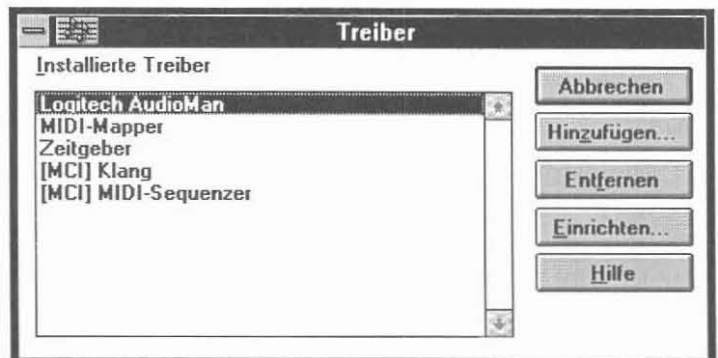 Treiber
Installierte Treiber
Logitech AudioMan
MIDI-Mapper
Zeitgeber
[MCI] Klang
[MCI] MIDI-Sequenzer
Abbrechen
Hinzufügen...
Entfernen
Einrichten...
Hilfe